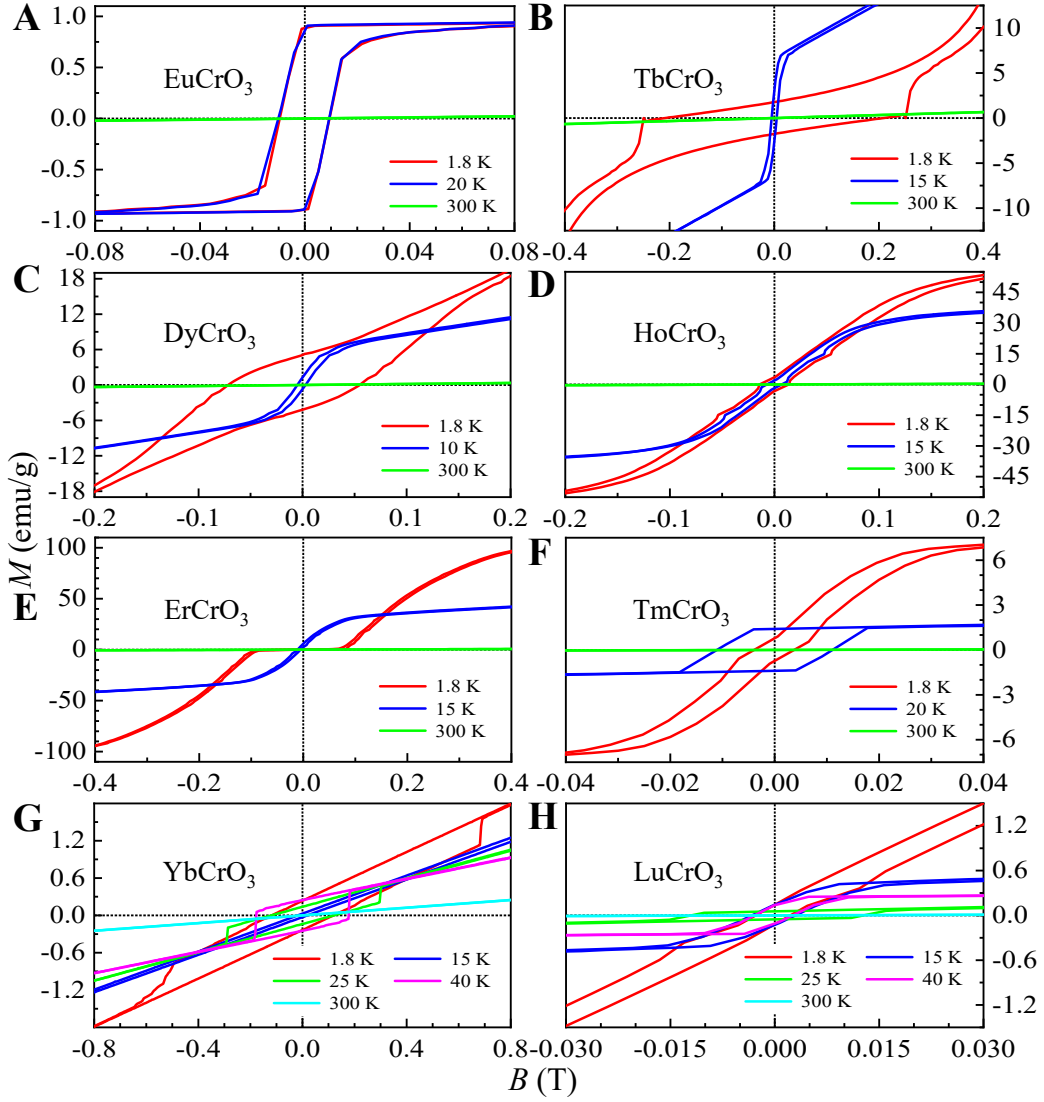 A
EuCrO₃
1.0
0.5
0.0
-0.5
-1.0
1.8 K
20 K
300 K
-0.08
-0.04
0.00
0.04
0.08
B
TbCrO₃
10
5
0
-5
-10
1.8 K
15 K
300 K
-0.4
-0.2
0.0
0.2
0.4
C
DyCrO₃
18
12
6
0
-6
-12
-18
1.8 K
10 K
300 K
-0.2
-0.1
0.0
0.1
0.2
D
HoCrO₃
45
30
15
0
-15
-30
-45
1.8 K
15 K
300 K
-0.2
-0.1
0.0
0.1
0.2
M (emu/g)
E
ErCrO₃
100
50
0
-50
-100
1.8 K
15 K
300 K
-0.4
-0.2
0.0
0.2
0.4
F
TmCrO₃
6
3
0
-3
-6
1.8 K
20 K
300 K
-0.04
-0.02
0.00
0.02
0.04
G
YbCrO₃
1.2
0.6
0.0
-0.6
-1.2
1.8 K
15 K
25 K
40 K
300 K
-0.8
-0.4
0.0
0.4
0.8
H
LuCrO₃
1.2
0.6
0.0
-0.6
-1.2
1.8 K
15 K
25 K
40 K
300 K
-0.030
-0.015
0.000
0.015
0.030
B (T)